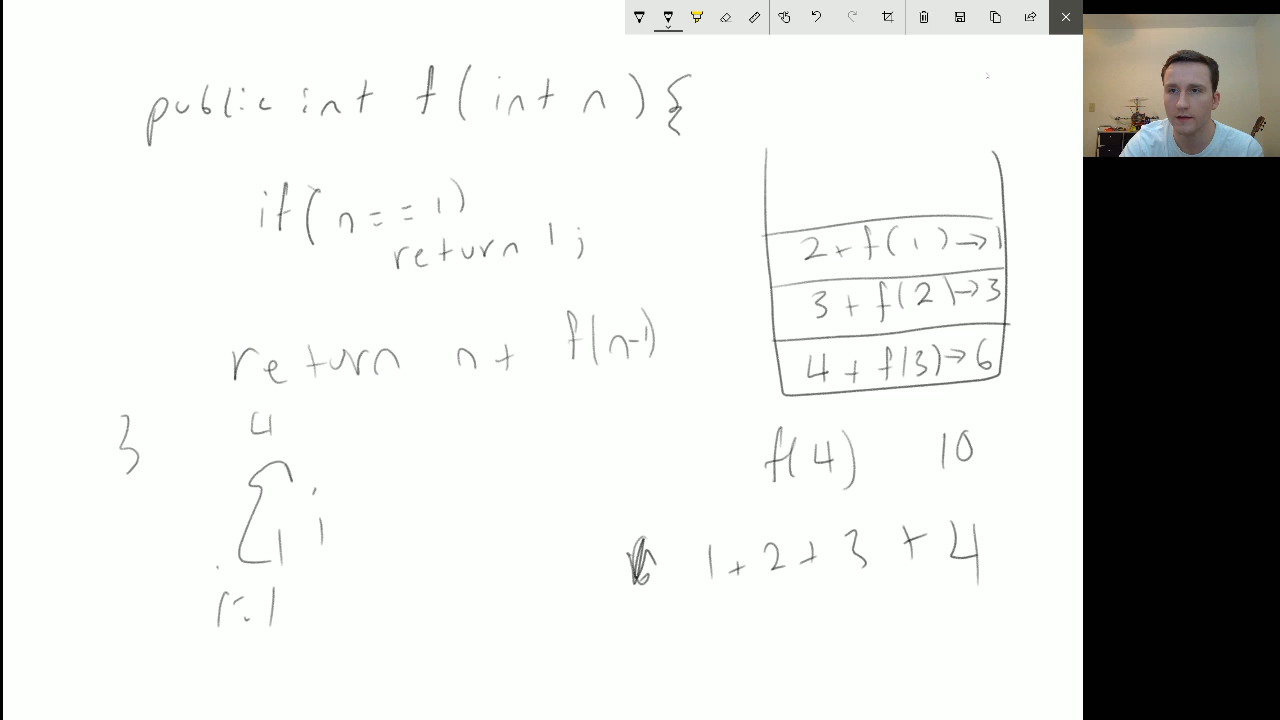 public int f(int n){
if(n==1)
return 1;
return n+ f(n-1)
}
4
∑ i
i=1
2+f(1)→1
3+f(2)→3
4+f(3)→6
f(4) 10
1+2+3+4